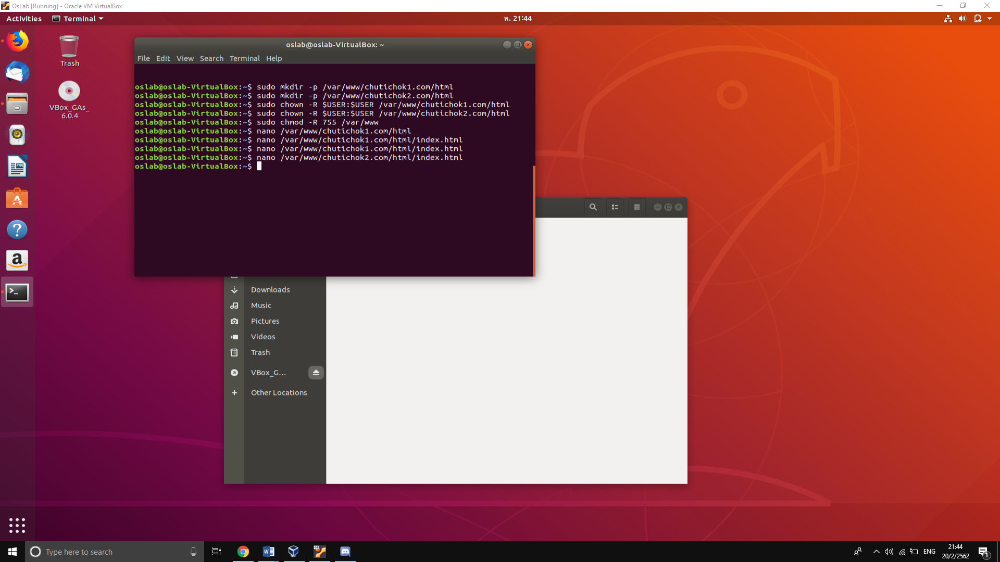 OsLab [Running] - Oracle VM VirtualBox
Activities
Terminal
พ. 21:44
Trash
VBox_GAs_
6.0.4
oslab@oslab-VirtualBox: ~
File Edit View Search Terminal Help
oslab@oslab-VirtualBox:~$ sudo mkdir -p /var/www/chutichok1.com/html
oslab@oslab-VirtualBox:~$ sudo mkdir -p /var/www/chutichok2.com/html
oslab@oslab-VirtualBox:~$ sudo chown -R $USER:$USER /var/www/chutichok1.com/html
oslab@oslab-VirtualBox:~$ sudo chown -R $USER:$USER /var/www/chutichok2.com/html
oslab@oslab-VirtualBox:~$ sudo chmod -R 755 /var/www
oslab@oslab-VirtualBox:~$ nano /var/www/chutichok1.com/html
oslab@oslab-VirtualBox:~$ nano /var/www/chutichok1.com/html/index.html
oslab@oslab-VirtualBox:~$ nano /var/www/chutichok1.com/html/index.html
oslab@oslab-VirtualBox:~$ nano /var/www/chutichok2.com/html/index.html
oslab@oslab-VirtualBox:~$
Downloads
Music
Pictures
Videos
Trash
VBox_G...
Other Locations
Type here to search
ENG
21:44
20/2/2562
1